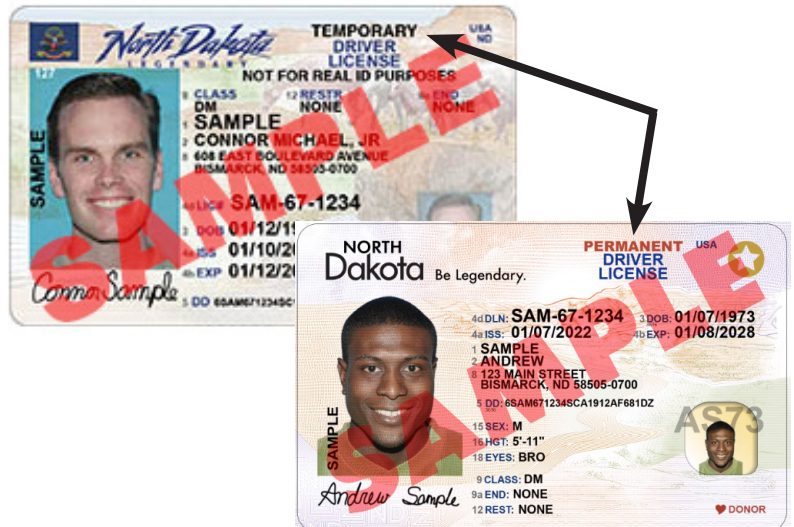 North Dakota
LEGENDARY
TEMPORARY
DRIVER
LICENSE
USA
ND
NOT FOR REAL ID PURPOSES
127
9 CLASS
DM
12 RESTR
NONE
9a END
NONE
1 SAMPLE
2 CONNOR MICHAEL, JR
8 608 EAST BOULEVARD AVENUE
BISMARCK, ND 58505-0700
SAMPLE
4d LIC# SAM-67-1234
3 DOB 01/12/19
4a ISS 01/10/20
4b EXP 01/12/20
Connor Sample
5 DD
SAMPLE
NORTH
Dakota Be Legendary.
PERMANENT
DRIVER
LICENSE
USA
4d DLN: SAM-67-1234
3 DOB: 01/07/1973
4a ISS: 01/07/2022
4b EXP: 01/08/2028
1 SAMPLE
2 ANDREW
8 123 MAIN STREET
BISMARCK, ND 58505-0700
5 DD: 6SAM671234SCA1912AF681DZ
15 SEX: M
16 HGT: 5'-11"
18 EYES: BRO
SAMPLE
AS73
9 CLASS: DM
9a END: NONE
12 REST: NONE
Andrew Sample
DONOR
SAMPLE